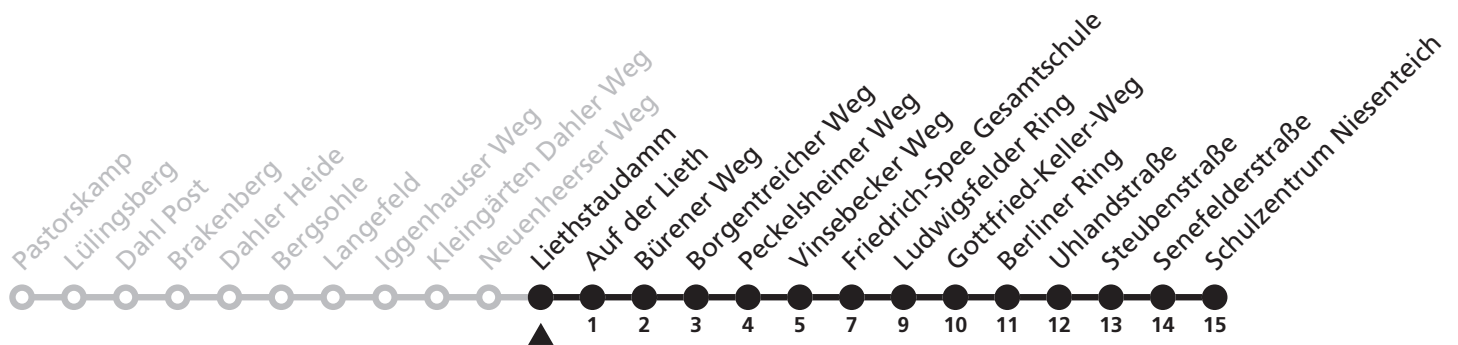 Pastorskamp
Lülingsberg
Dahl Post
Brakenberg
Dahler Heide
Bergsohle
Langefeld
Iggenhauser Weg
Kleingärten Dahler Weg
Neuenheerser Weg
Liethstaudamm
Auf der Lieth
Bürener Weg
Borgentreicher Weg
Peckelsheimer Weg
Vinsebecker Weg
Friedrich-Spee Gesamtschule
Ludwigsfelder Ring
Gottfried-Keller-Weg
Berliner Ring
Uhlandstraße
Steubenstraße
Senefelderstraße
Schulzentrum Niesenteich
1 2 3 4 5 7 9 10 11 12 13 14 15